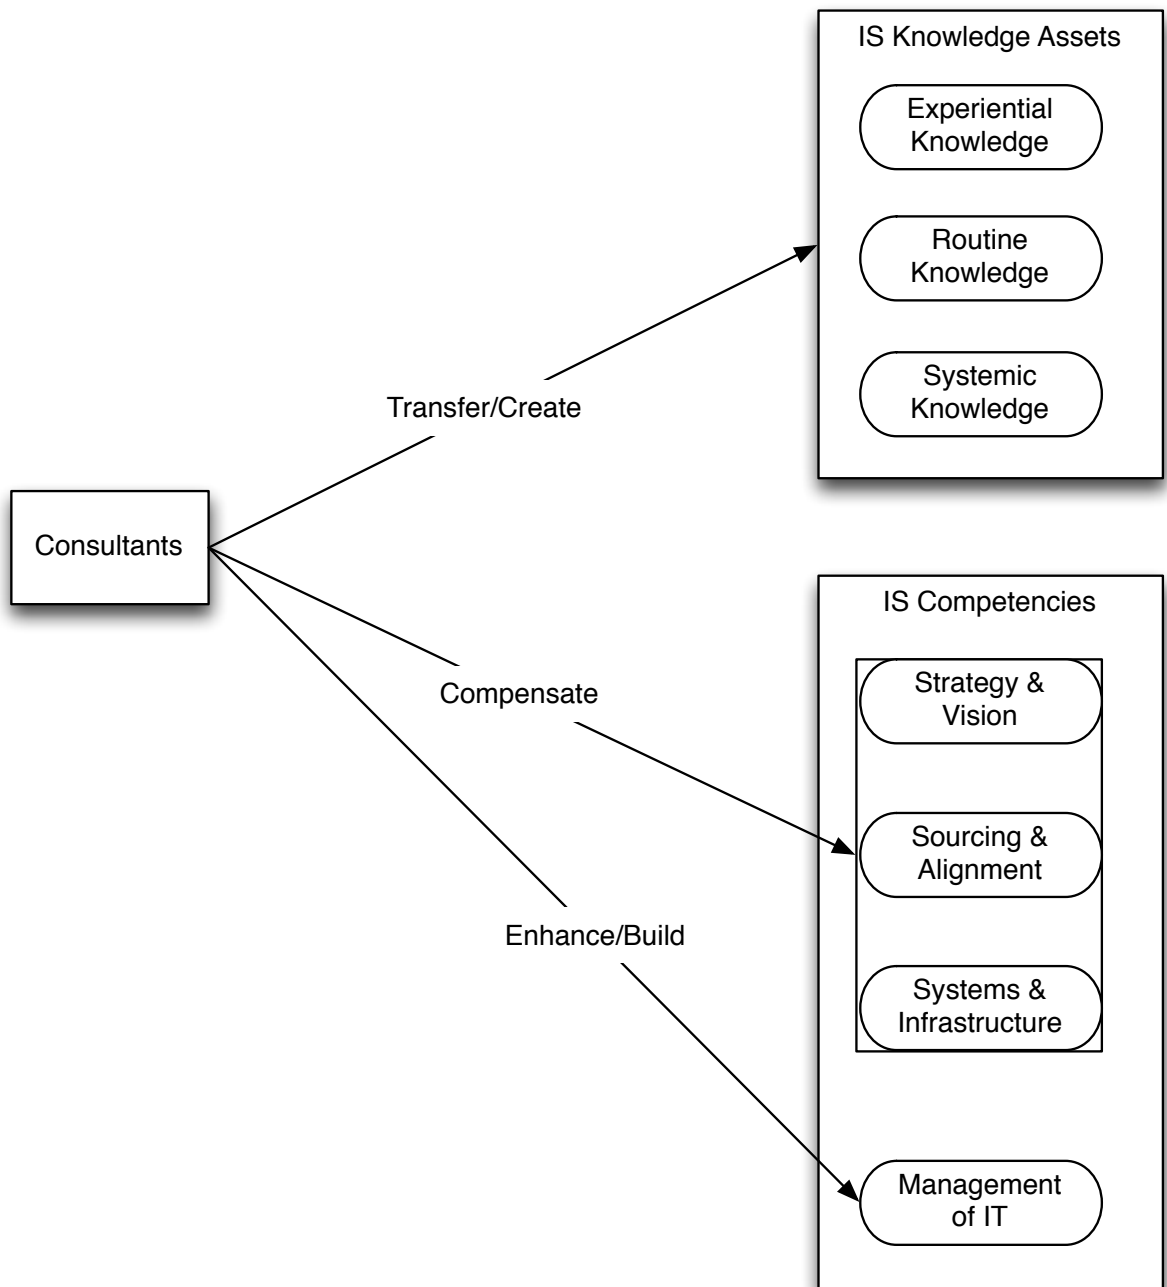 IS Knowledge Assets
Experiential
Knowledge
Routine
Knowledge
Systemic
Knowledge
Transfer/Create
Consultants
IS Competencies
Strategy &
Vision
Compensate
Sourcing &
Alignment
Enhance/Build
Systems &
Infrastructure
Management
of IT